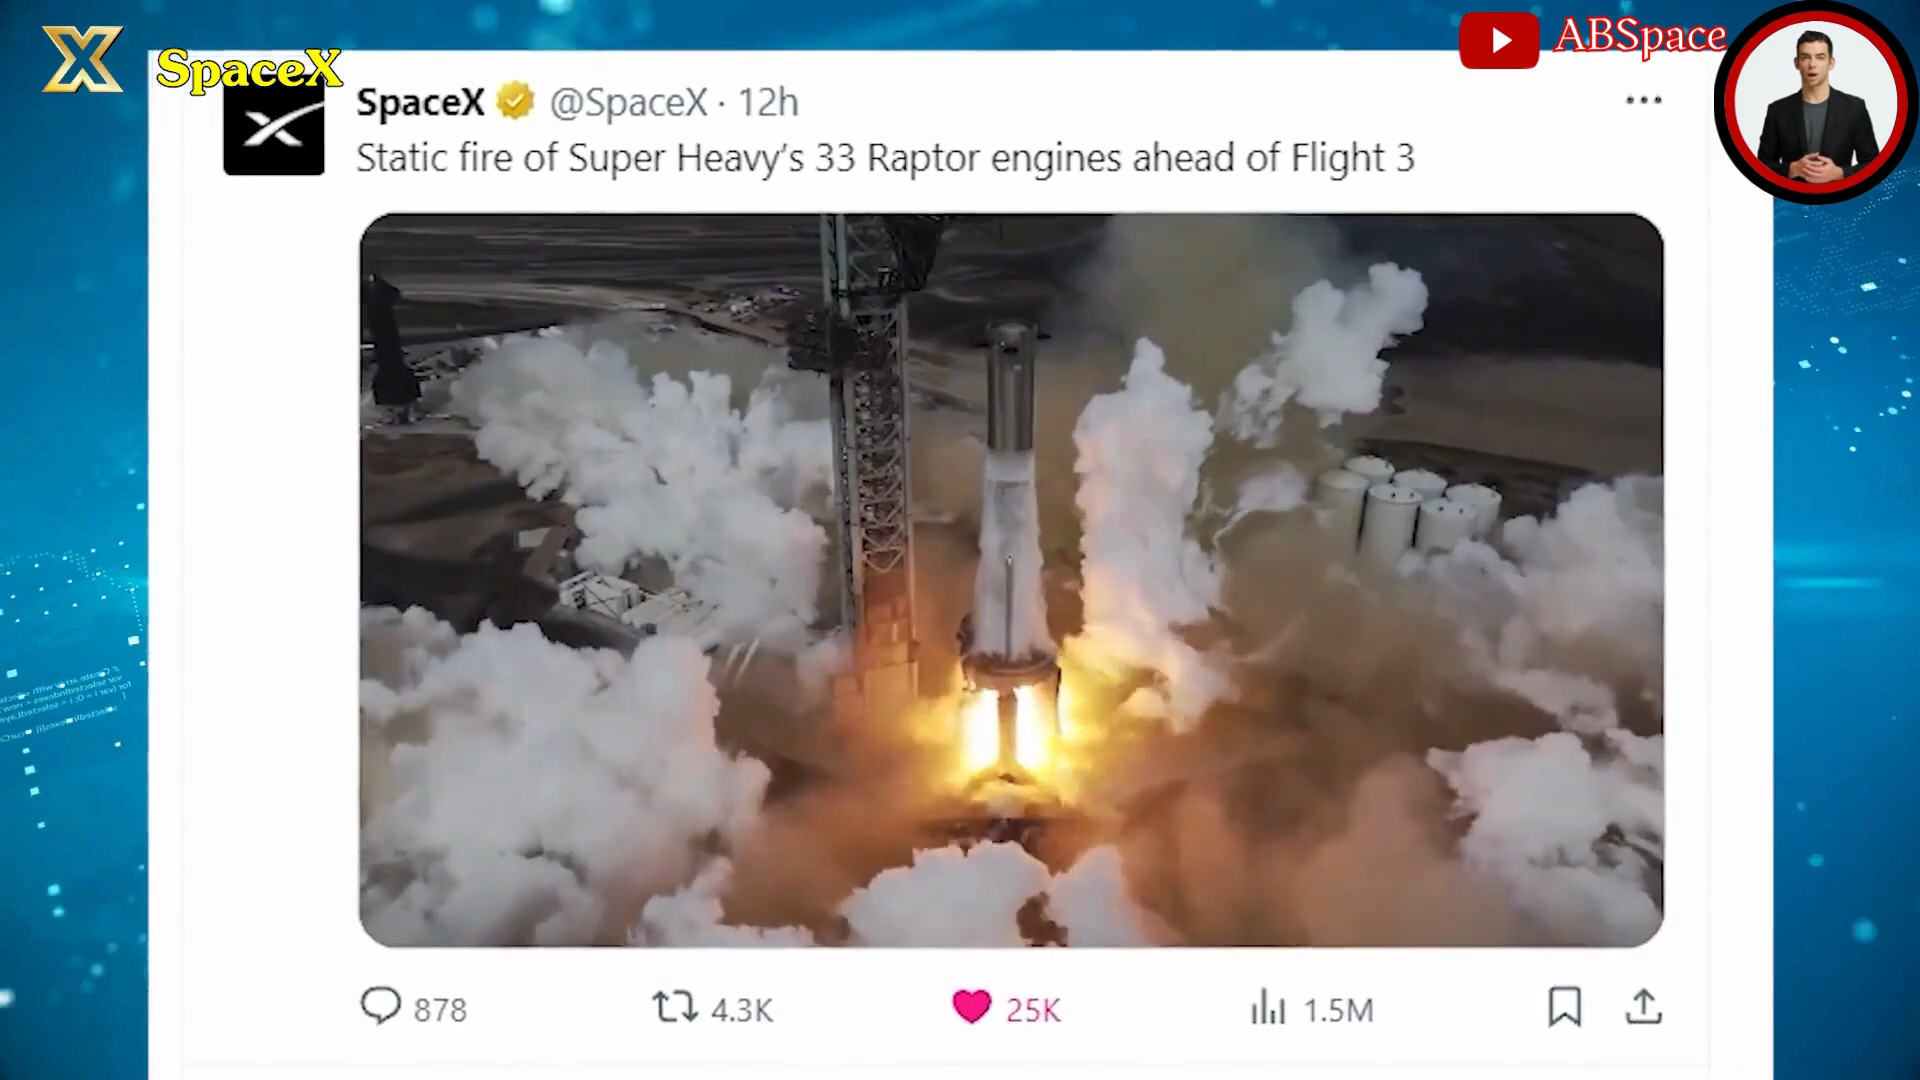 SpaceX
ABSpace
SpaceX @SpaceX · 12h
Static fire of Super Heavy’s 33 Raptor engines ahead of Flight 3
878 4.3K 25K 1.5M